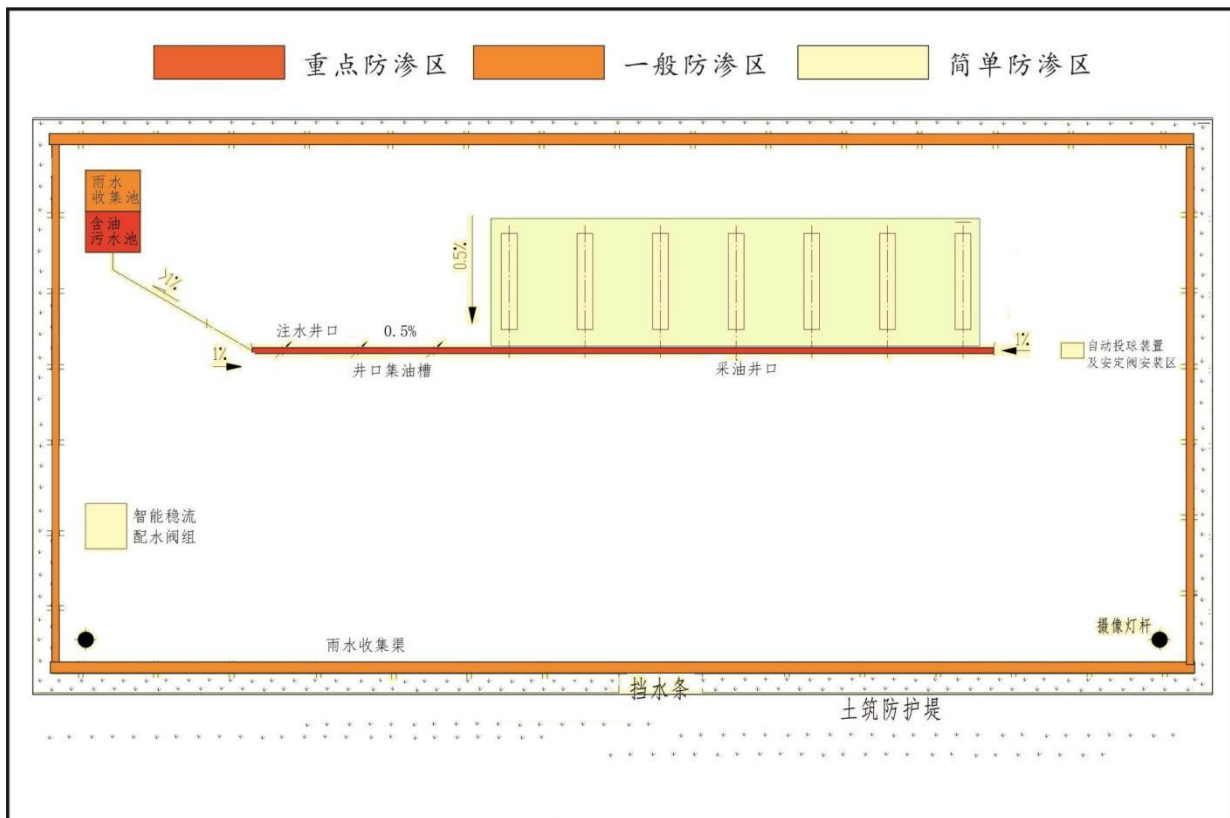 重点防渗区
一般防渗区
简单防渗区
雨水
收集池
含油
污水池
>1%
0.5%
注水井口
0.5%
1%
井口集油槽
采油井口
1%
自动投球装置
及安定阀安装区
智能稳流
配水阀组
雨水收集渠
摄像灯杆
挡水条
土筑防护堤